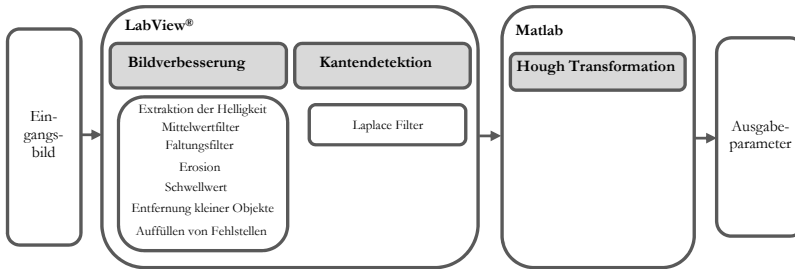 Ein-
gangs-
bild
LabView®
Bildverbesserung
Extraktion der Helligkeit
Mittelwertfilter
Faltungsfilter
Erosion
Schwellwert
Entfernung kleiner Objekte
Auffüllen von Fehlstellen
Kantendetektion
Laplace Filter
Matlab
Hough Transformation
Ausgabe-
parameter